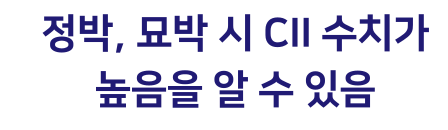 정박, 묘박 시 CII 수치가
높음을 알 수 있음